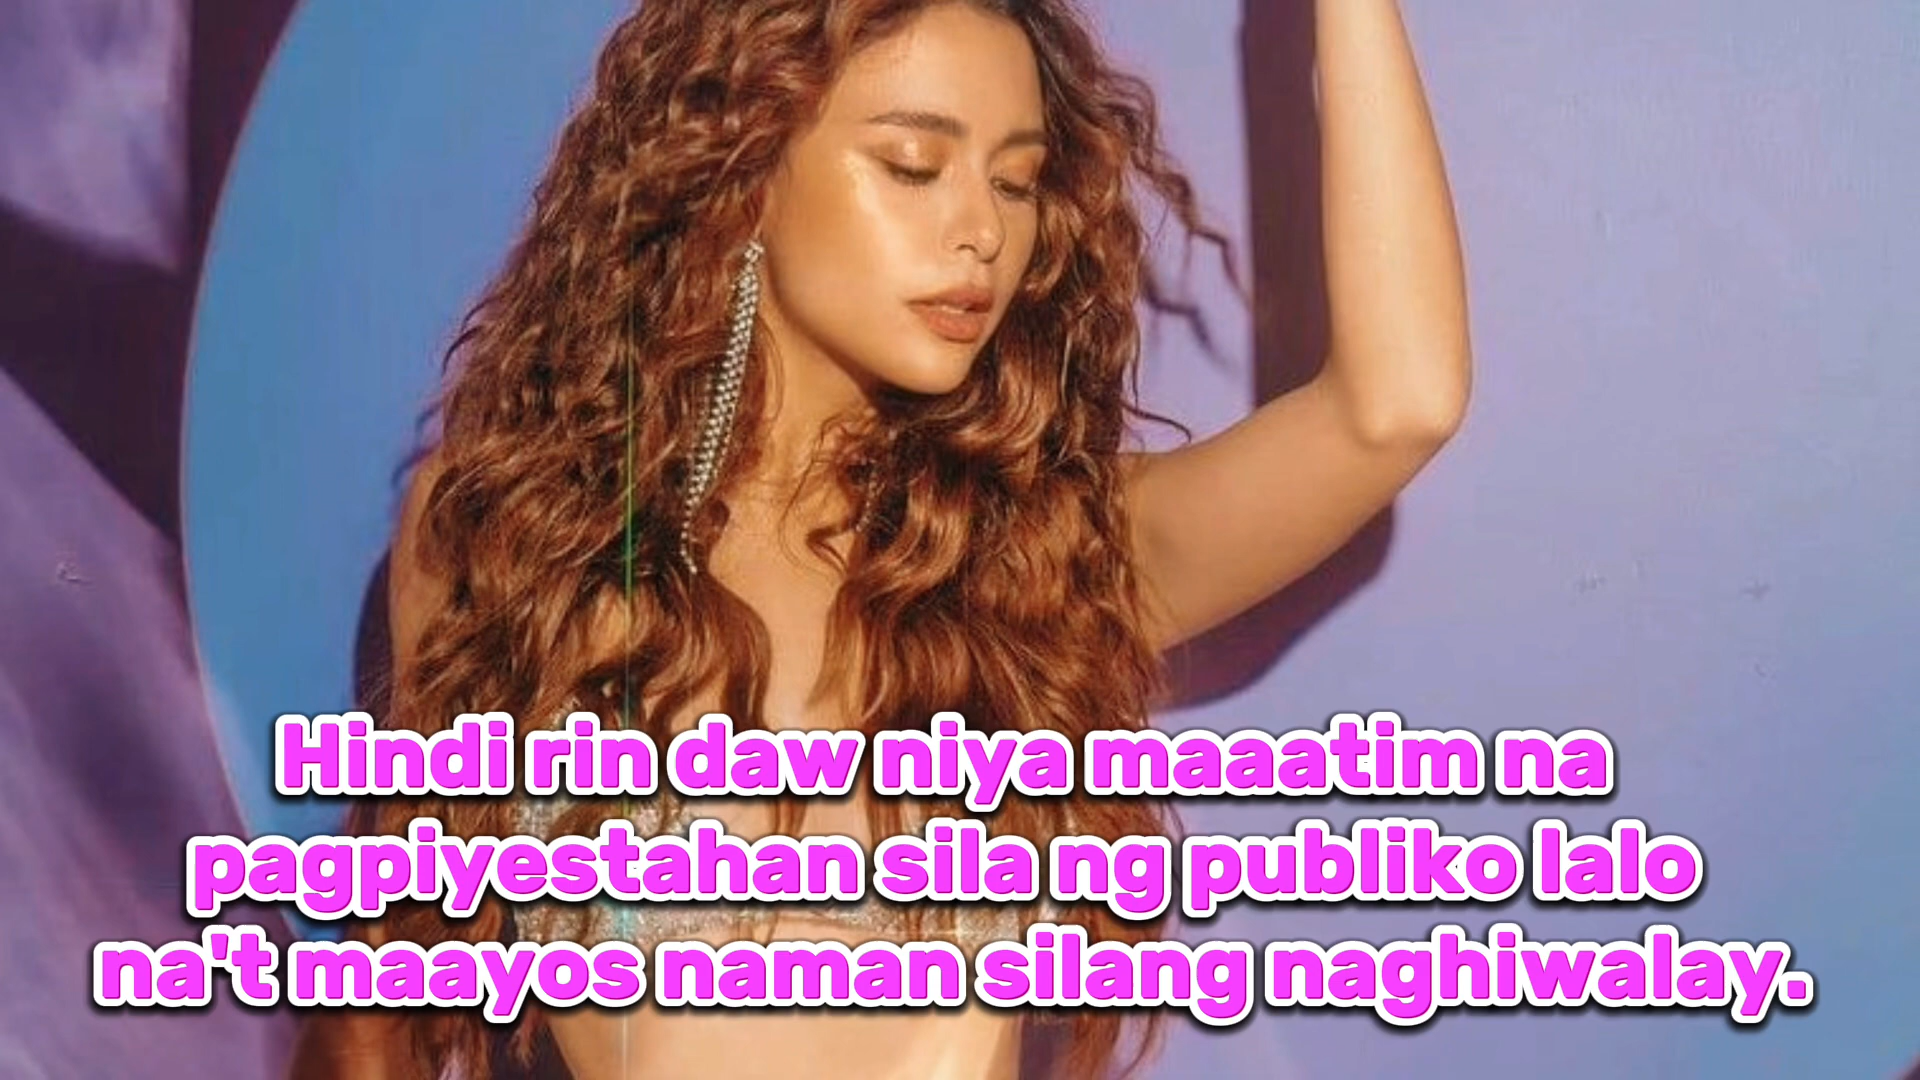 Hindi rin daw niya maaatim na
pagpiyestahan sila ng publiko lalo
na't maayos naman silang naghiwalay.